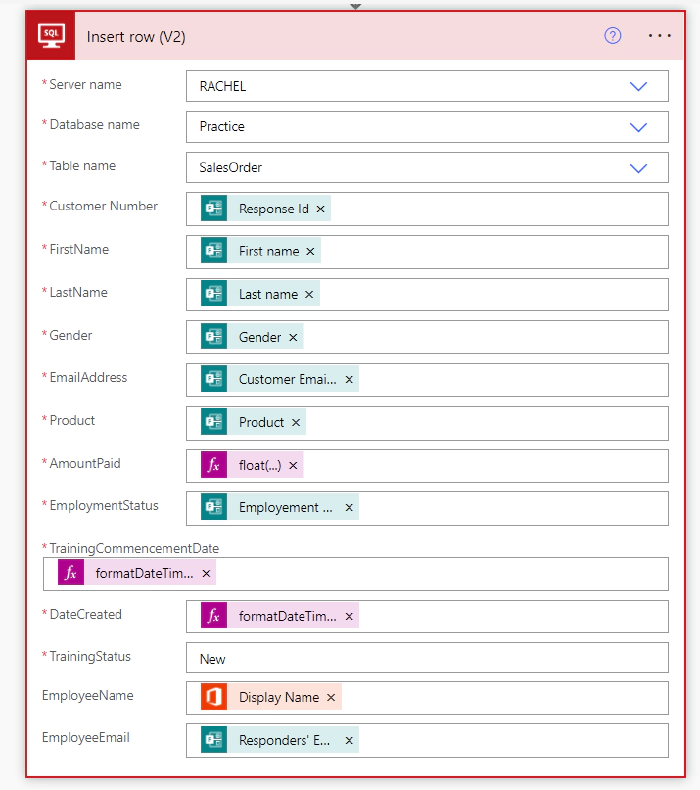 SQL
Insert row (V2)
?
...
* Server name
RACHEL
* Database name
Practice
* Table name
SalesOrder
* Customer Number
Response Id ×
* FirstName
First name ×
* LastName
Last name ×
* Gender
Gender ×
* EmailAddress
Customer Emai... ×
* Product
Product ×
* AmountPaid
fx float(...) ×
* EmploymentStatus
Employement ... ×
* TrainingCommencementDate
fx formatDateTim... ×
* DateCreated
fx formatDateTim... ×
* TrainingStatus
New
EmployeeName
Display Name ×
EmployeeEmail
Responders' E... ×